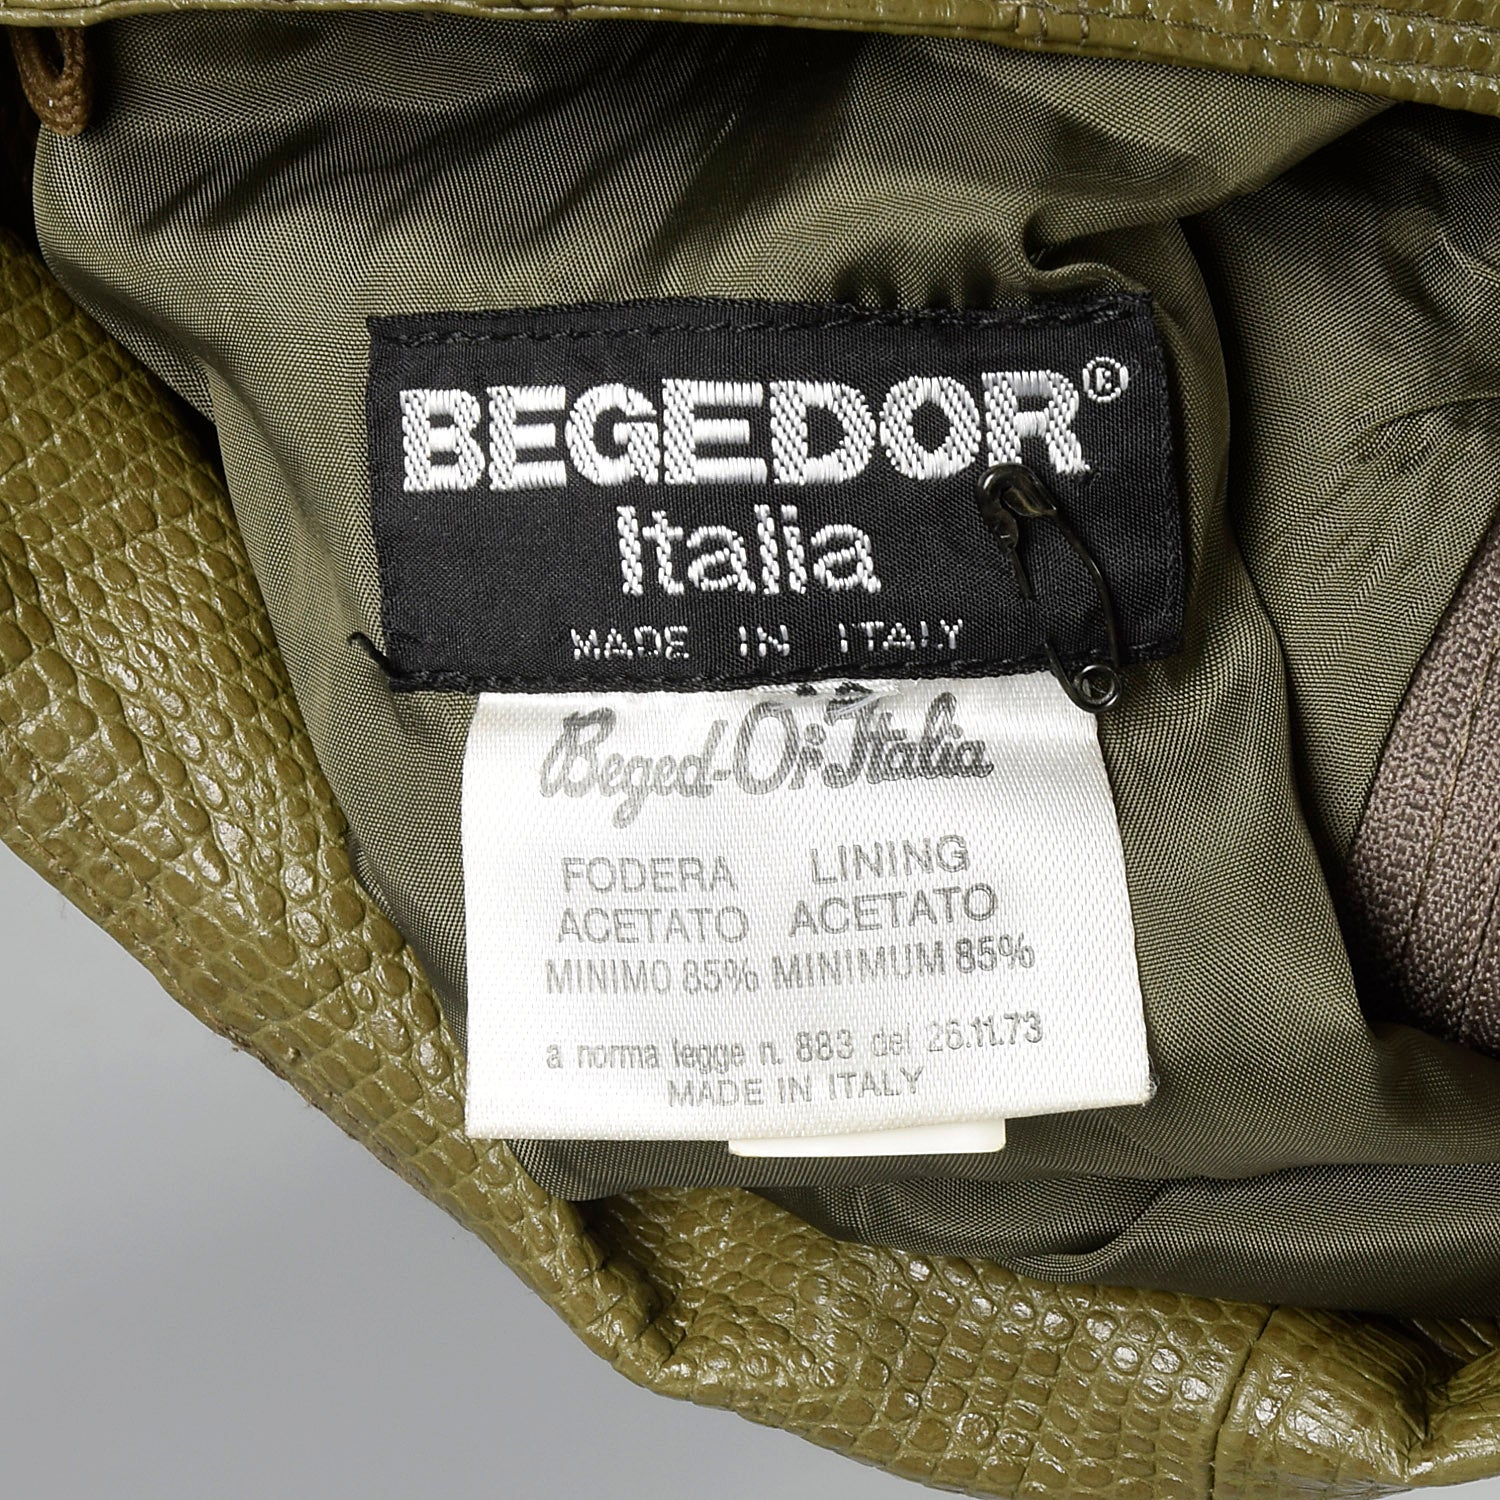 BEGEDOR®
Italia
MADE IN ITALY
Beged-Or Italia
FODERA LINING
ACETATO ACETATO
MINIMO 85% MINIMUM 85%
a norma legge n. 883 del 26.11.73
MADE IN ITALY